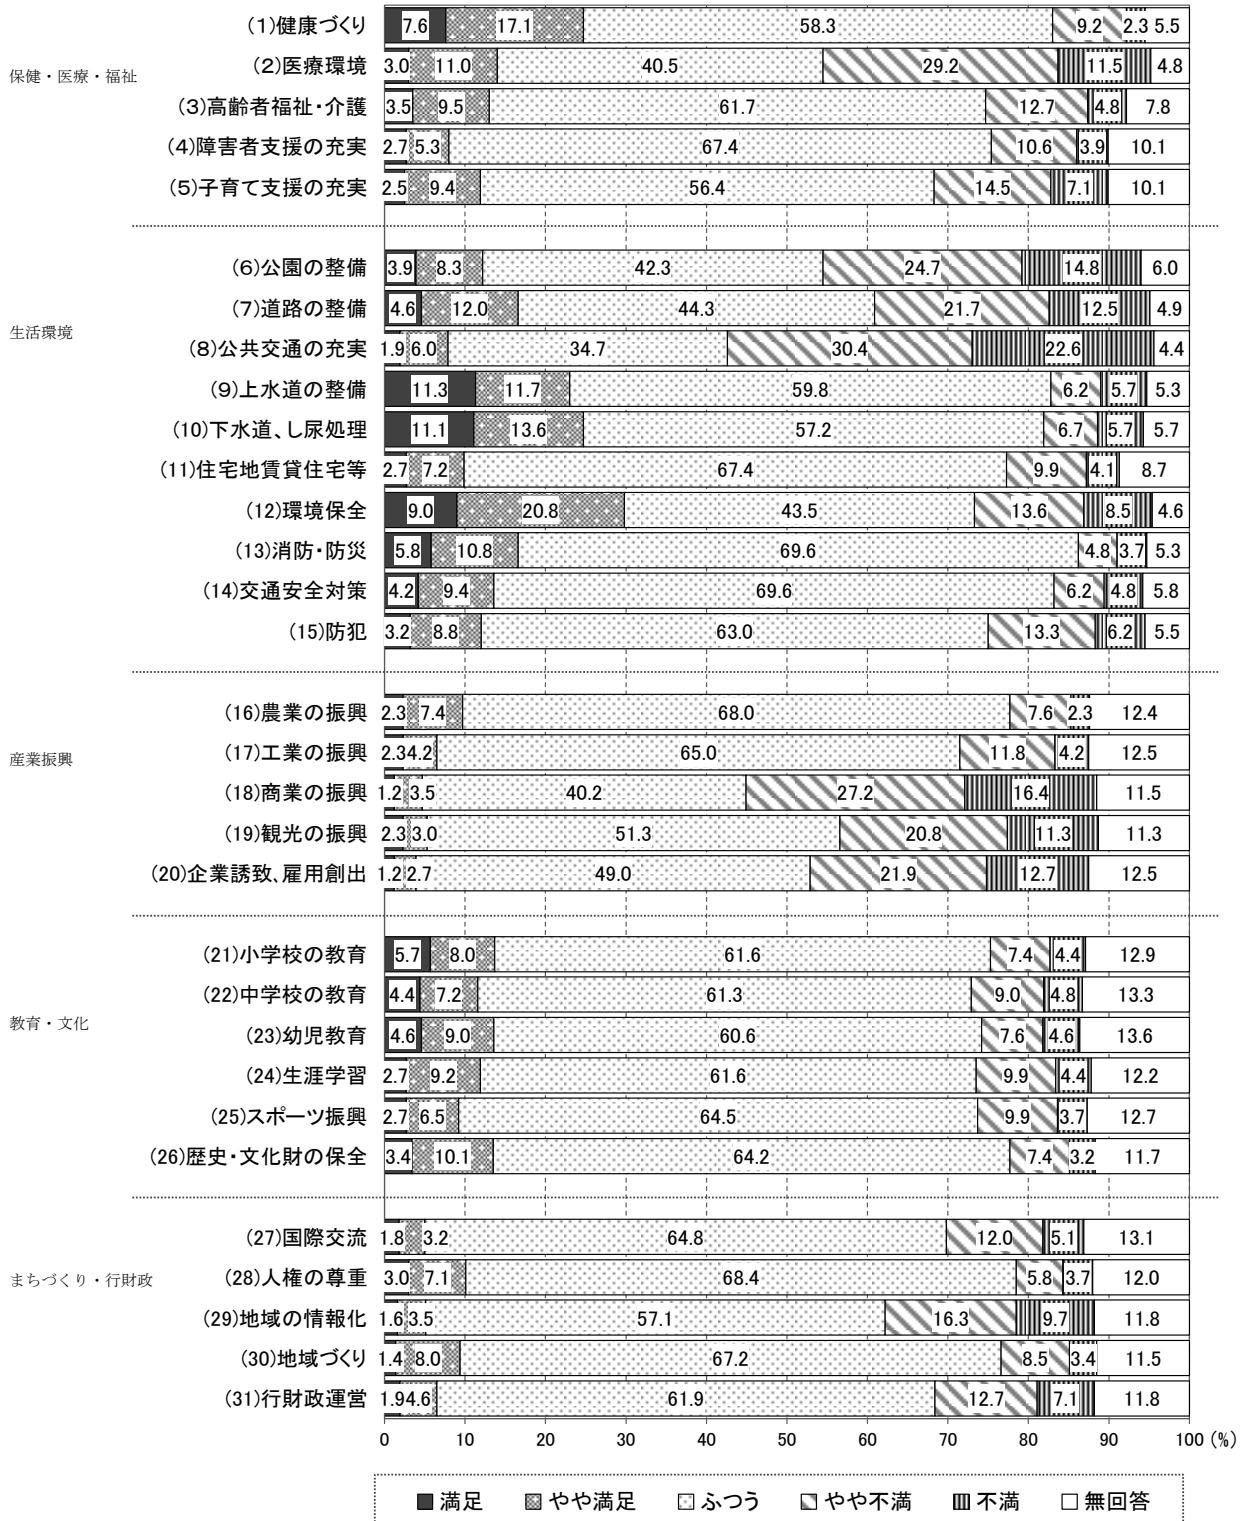 (1)健康づくり 7.6 17.1 58.3 9.2 2.3 5.5
保健・医療・福祉
(2)医療環境 3.0 11.0 40.5 29.2 11.5 4.8
(3)高齢者福祉・介護 3.5 9.5 61.7 12.7 4.8 7.8
(4)障害者支援の充実 2.7 5.3 67.4 10.6 3.9 10.1
(5)子育て支援の充実 2.5 9.4 56.4 14.5 7.1 10.1
(6)公園の整備 3.9 8.3 42.3 24.7 14.8 6.0
(7)道路の整備 4.6 12.0 44.3 21.7 12.5 4.9
生活環境
(8)公共交通の充実 1.9 6.0 34.7 30.4 22.6 4.4
(9)上水道の整備 11.3 11.7 59.8 6.2 5.7 5.3
(10)下水道、し尿処理 11.1 13.6 57.2 6.7 5.7 5.7
(11)住宅地賃貸住宅等 2.7 7.2 67.4 9.9 4.1 8.7
(12)環境保全 9.0 20.8 43.5 13.6 8.5 4.6
(13)消防・防災 5.8 10.8 69.6 4.8 3.7 5.3
(14)交通安全対策 4.2 9.4 69.6 6.2 4.8 5.8
(15)防犯 3.2 8.8 63.0 13.3 6.2 5.5
(16)農業の振興 2.3 7.4 68.0 7.6 2.3 12.4
(17)工業の振興 2.3 4.2 65.0 11.8 4.2 12.5
産業振興
(18)商業の振興 1.2 3.5 40.2 27.2 16.4 11.5
(19)観光の振興 2.3 3.0 51.3 20.8 11.3 11.3
(20)企業誘致、雇用創出 1.2 2.7 49.0 21.9 12.7 12.5
(21)小学校の教育 5.7 8.0 61.6 7.4 4.4 12.9
(22)中学校の教育 4.4 7.2 61.3 9.0 4.8 13.3
教育・文化
(23)幼児教育 4.6 9.0 60.6 7.6 4.6 13.6
(24)生涯学習 2.7 9.2 61.6 9.9 4.4 12.2
(25)スポーツ振興 2.7 6.5 64.5 9.9 3.7 12.7
(26)歴史・文化財の保全 3.4 10.1 64.2 7.4 3.2 11.7
(27)国際交流 1.8 3.2 64.8 12.0 5.1 13.1
まちづくり・行財政
(28)人権の尊重 3.0 7.1 68.4 5.8 3.7 12.0
(29)地域の情報化 1.6 3.5 57.1 16.3 9.7 11.8
(30)地域づくり 1.4 8.0 67.2 8.5 3.4 11.5
(31)行財政運営 1.9 4.6 61.9 12.7 7.1 11.8
0 10 20 30 40 50 60 70 80 90 100 (%)
満足 やや満足 ふつう やや不満 不満 無回答